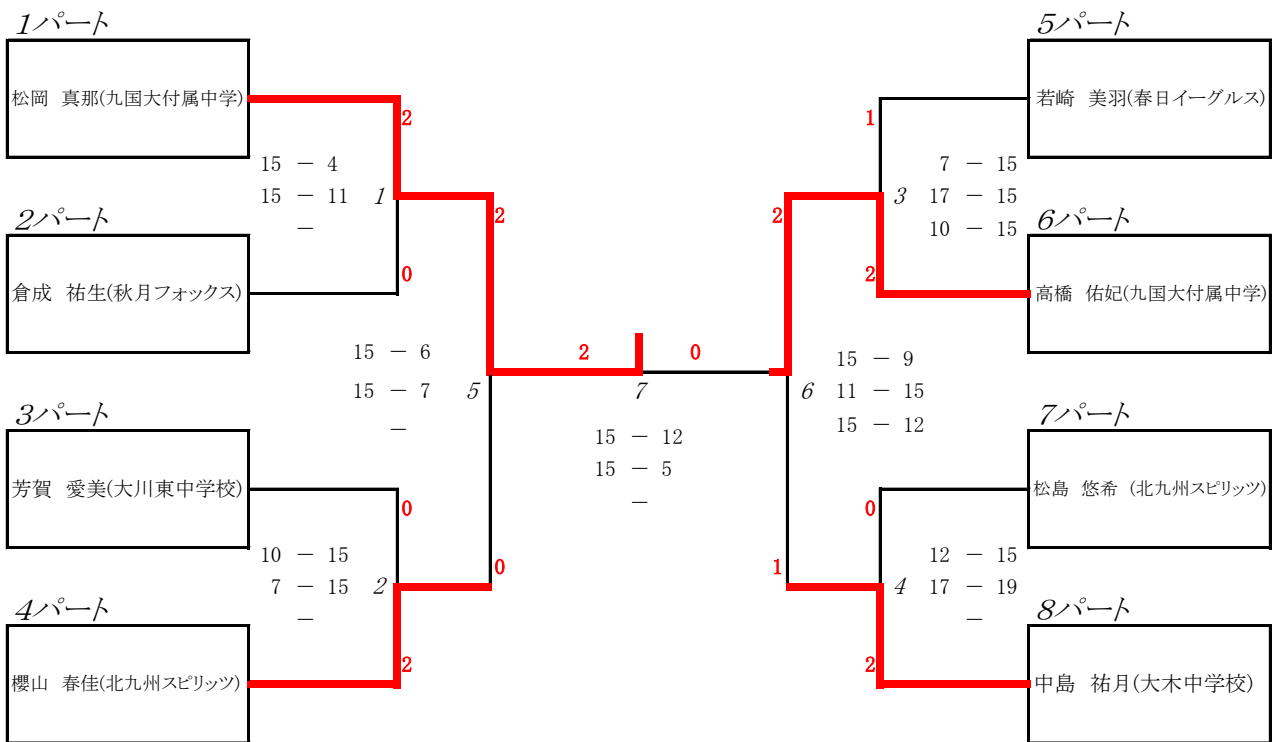 1パート
松岡　真那(九国大付属中学)
2
15 － 4
15 － 11
－
1
2
2パート
倉成　祐生(秋月フォックス)
0
15 － 6
15 － 7
－
5
3パート
芳賀　愛美(大川東中学校)
0
10 － 15
7 － 15
－
2
0
4パート
櫻山　春佳(北九州スピリッツ)
2
2
0
7
15 － 12
15 － 5
－
5パート
若崎　美羽(春日イーグルス)
1
7 － 15
3 17 － 15
10 － 15
2
6パート
高橋　佑妃(九国大付属中学)
2
15 － 9
6 11 － 15
15 － 12
7パート
松島　悠希 (北九州スピリッツ)
0
12 － 15
4 17 － 19
－
1
8パート
中島　祐月(大木中学校)
2